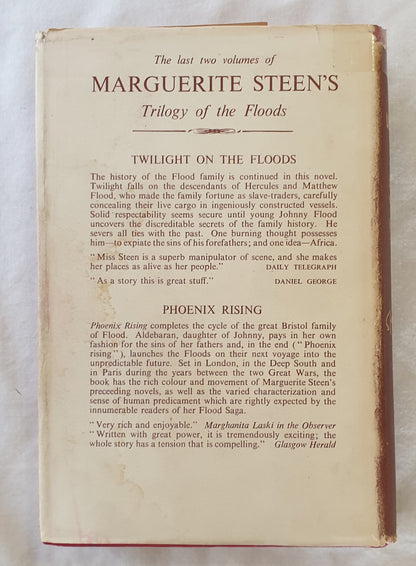 The last two volumes of
MARGUERITE STEEN'S
Trilogy of the Floods
TWILIGHT ON THE FLOODS
The history of the Flood family is continued in this novel.
Twilight falls on the descendants of Hercules and Matthew
Flood, who made the family fortune as slave-traders, carefully
concealing their live cargo in ingeniously constructed vessels.
Solid respectability seems secure until young Johnny Flood
uncovers the discreditable secrets of the family history. He
severs all ties with the past. One burning thought possesses
him—to expiate the sins of his forefathers; and one idea—Africa.
"Miss Steen is a superb manipulator of scene, and she makes
her places as alive as her people." DAILY TELEGRAPH
"As a story this is great stuff." DANIEL GEORGE
PHOENIX RISING
Phoenix Rising completes the cycle of the great Bristol family
of Flood. Aldebaran, daughter of Johnny, pays in her own
fashion for the sins of her fathers and, in the end ("Phoenix
rising"), launches the Floods on their next voyage into the
unpredictable future. Set in London, in the Deep South and
in Paris during the years between the two Great Wars, the
book has the rich colour and movement of Marguerite Steen's
preceeding novels, as well as the varied characterization and
sense of human predicament which are rightly expected by the
innumerable readers of her Flood Saga.
"Very rich and enjoyable." Marghanita Laski in the Observer
"Written with great power, it is tremendously exciting; the
whole story has a tension that is compelling." Glasgow Herald